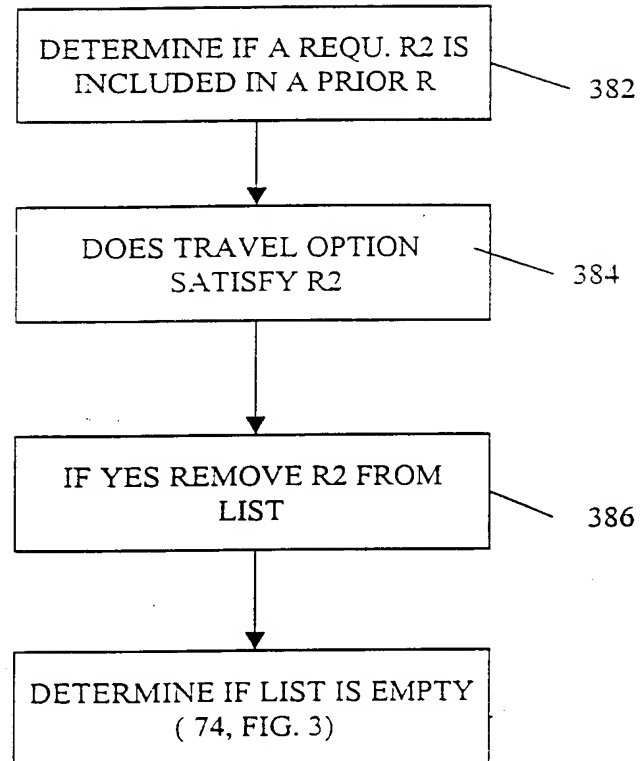 DETERMINE IF A REQU. R2 IS
INCLUDED IN A PRIOR R
382
DOES TRAVEL OPTION
SATISFY R2
384
IF YES REMOVE R2 FROM
LIST
386
DETERMINE IF LIST IS EMPTY
( 74, FIG. 3)